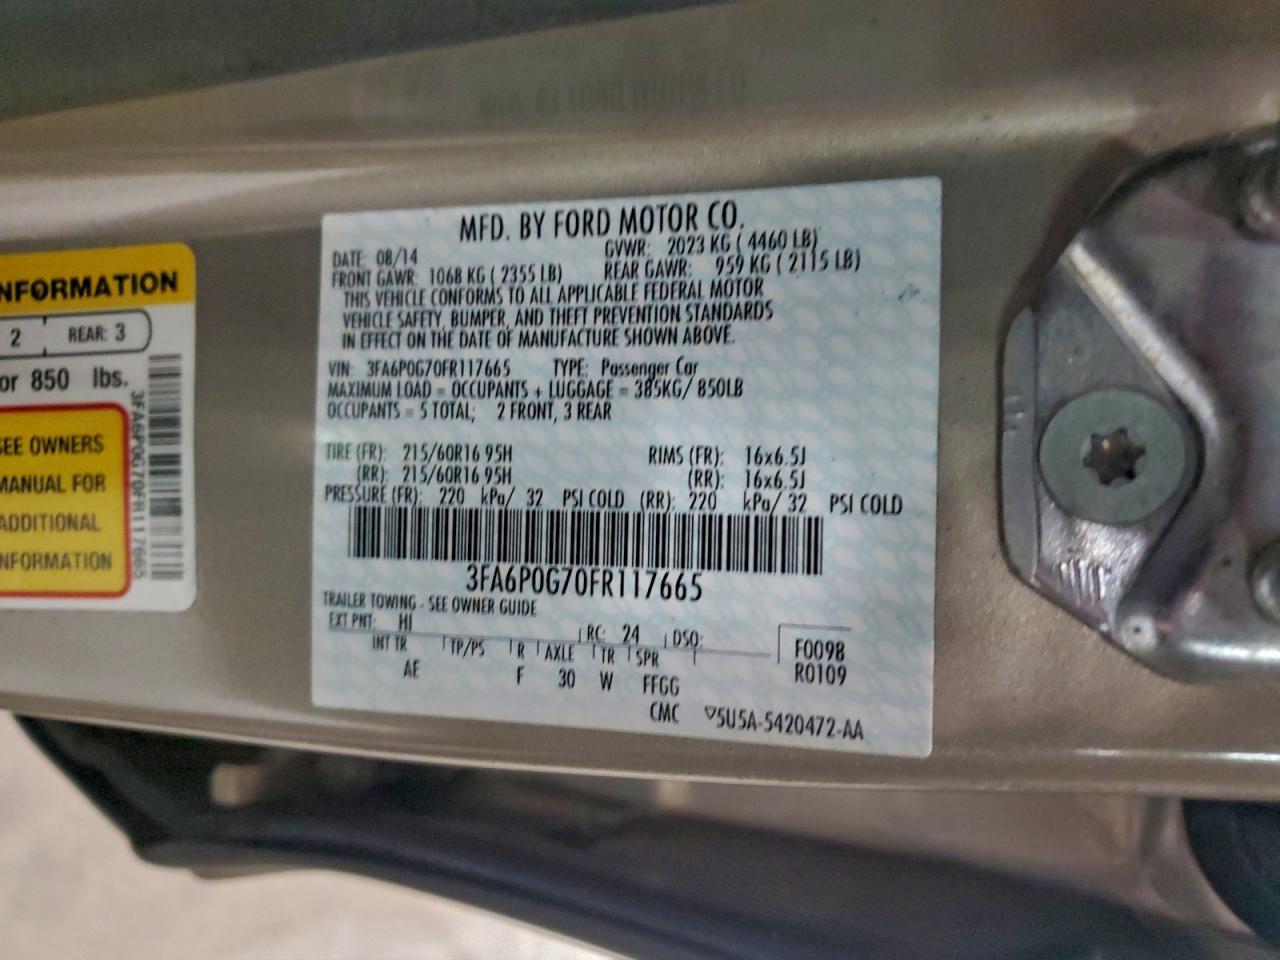 NFORMATION
2 REAR: 3
or 850 lbs.
SEE OWNERS
MANUAL FOR
ADDITIONAL
NFORMATION
3FA6P0G70FR117665
MFD. BY FORD MOTOR CO.
DATE: 08/14 GVWR: 2023 KG ( 4460 LB)
FRONT GAWR: 1068 KG ( 2355 LB) REAR GAWR: 959 KG ( 2115 LB)
THIS VEHICLE CONFORMS TO ALL APPLICABLE FEDERAL MOTOR
VEHICLE SAFETY, BUMPER, AND THEFT PREVENTION STANDARDS
IN EFFECT ON THE DATE OF MANUFACTURE SHOWN ABOVE.
VIN: 3FA6P0G70FR117665 TYPE: Passenger Car
MAXIMUM LOAD = OCCUPANTS + LUGGAGE = 385KG/ 850LB
OCCUPANTS = 5 TOTAL; 2 FRONT, 3 REAR
TIRE (FR): 215/60R16 95H RIMS (FR): 16x6.5J
(RR): 215/60R16 95H (RR): 16x6.5J
PRESSURE (FR): 220 kPa/ 32 PSI COLD (RR): 220 kPa/ 32 PSI COLD
3FA6P0G70FR117665
TRAILER TOWING - SEE OWNER GUIDE
EXT PNT: HI RC: 24 DSO:
INT TR TP/PS R AXLE TR SPR
AE F 30 W FFGG
CMC
F0098
R0109
▽5U5A-5420472-AA